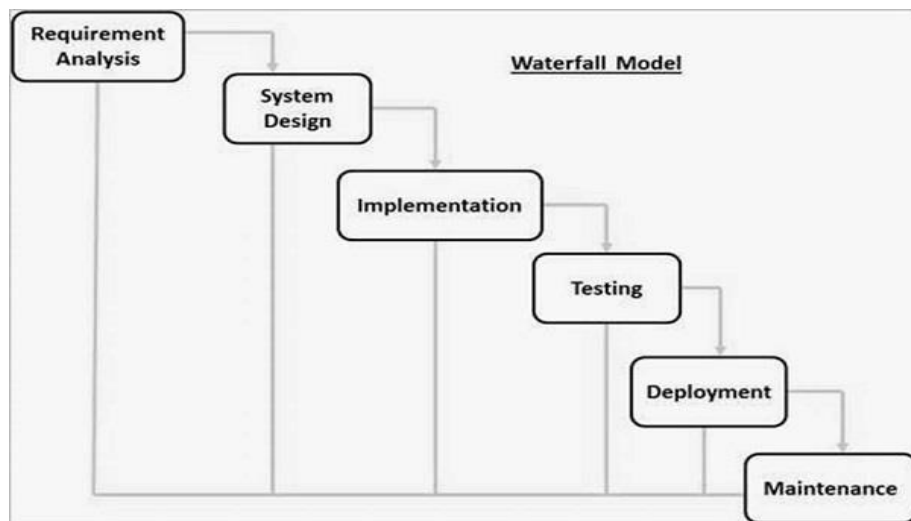 Requirement
Analysis
Waterfall Model
System
Design
Implementation
Testing
Deployment
Maintenance